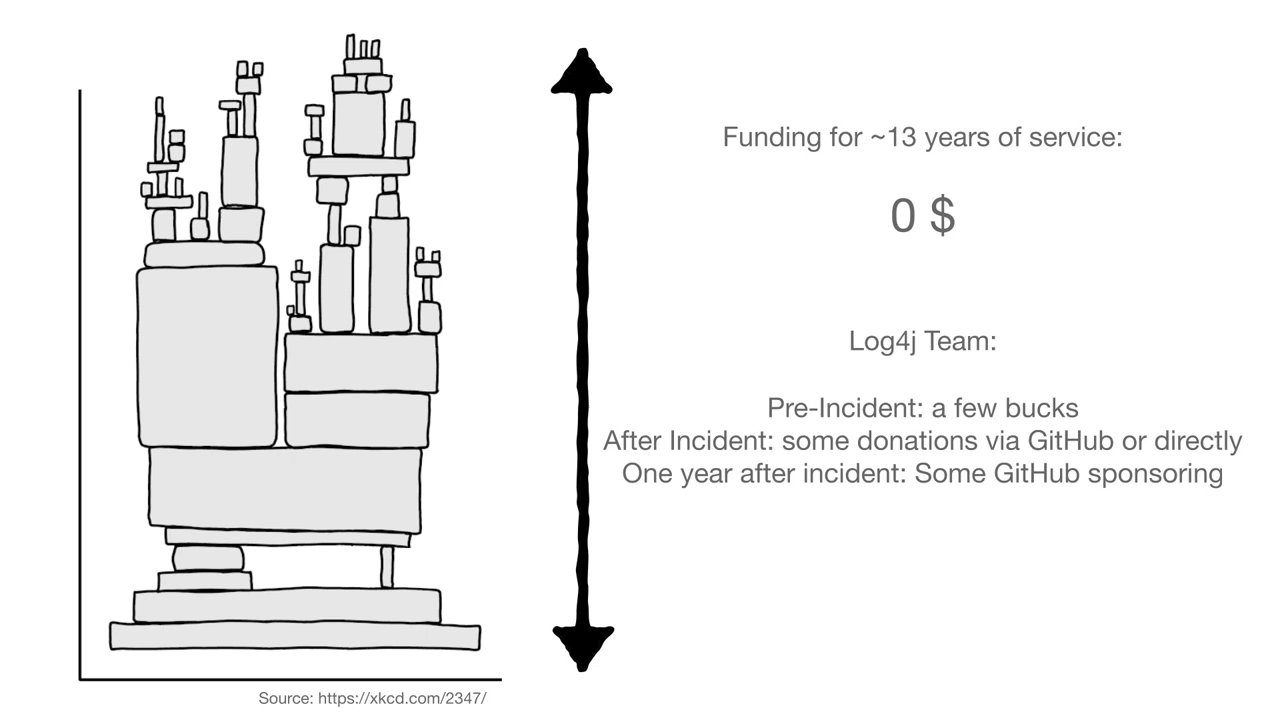 Funding for ~13 years of service:
0 $
Log4j Team:
Pre-Incident: a few bucks
After Incident: some donations via GitHub or directly
One year after incident: Some GitHub sponsoring
Source: https://xkcd.com/2347/